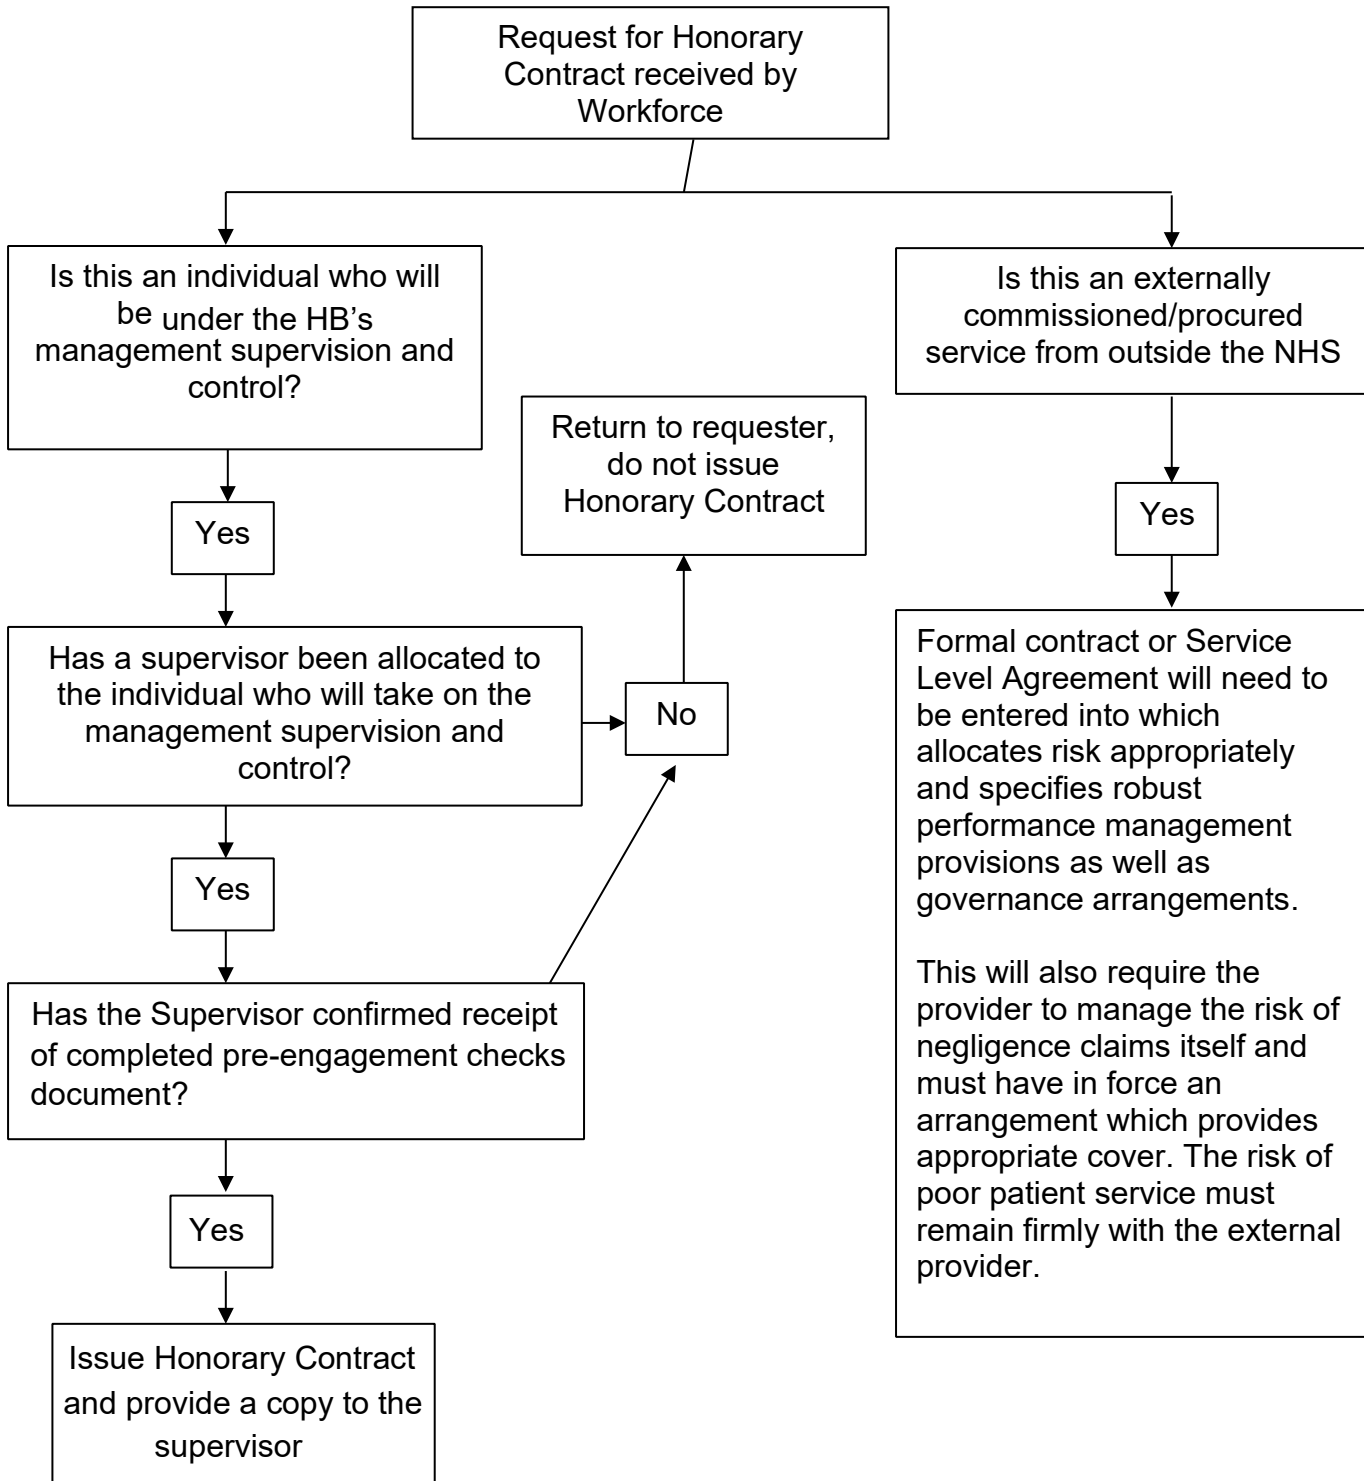 Request for Honorary
Contract received by
Workforce
Is this an individual who will
be under the HB’s
management supervision and
control?
Is this an externally
commissioned/procured
service from outside the NHS
Return to requester,
do not issue
Honorary Contract
Yes
Yes
Has a supervisor been allocated to
the individual who will take on the
management supervision and
control?
No
Formal contract or Service
Level Agreement will need to
be entered into which
allocates risk appropriately
and specifies robust
performance management
provisions as well as
governance arrangements.
This will also require the
provider to manage the risk of
negligence claims itself and
must have in force an
arrangement which provides
appropriate cover. The risk of
poor patient service must
remain firmly with the external
provider.
Yes
Has the Supervisor confirmed receipt
of completed pre-engagement checks
document?
Yes
Issue Honorary Contract
and provide a copy to the
supervisor